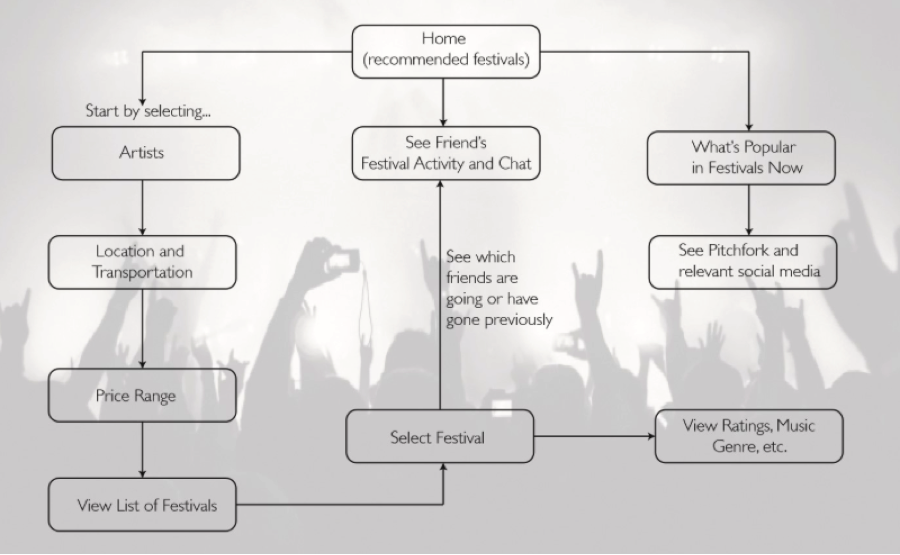 Home
(recommended festivals)
Start by selecting...
Artists
See Friend's
Festival Activity and Chat
What's Popular
in Festivals Now
Location and
Transportation
See which
friends are
going or have
gone previously
See Pitchfork and
relevant social media
Price Range
Select Festival
View Ratings, Music
Genre, etc.
View List of Festivals